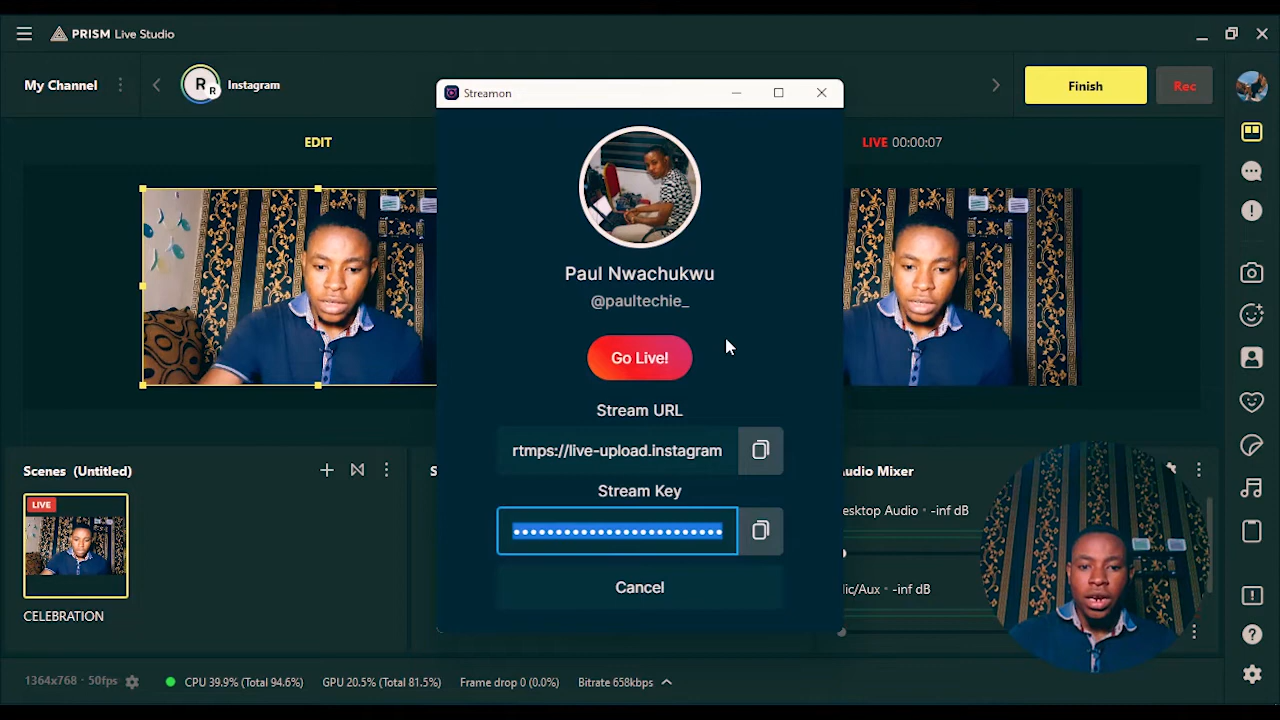 PRISM Live Studio
My Channel
R
R
Instagram
Finish
Rec
EDIT
LIVE 00:00:07
Streamon
Paul Nwachukwu
@paultechie_
Go Live!
Stream URL
rtmps://live-upload.instagram
Stream Key
Cancel
Scenes (Untitled)
LIVE
CELEBRATION
S
udio Mixer
esktop Audio · -inf dB
lic/Aux · -inf dB
1364x768 · 50fps
CPU 39.9% (Total 94.6%)
GPU 20.5% (Total 81.5%)
Frame drop 0 (0.0%)
Bitrate 658kbps